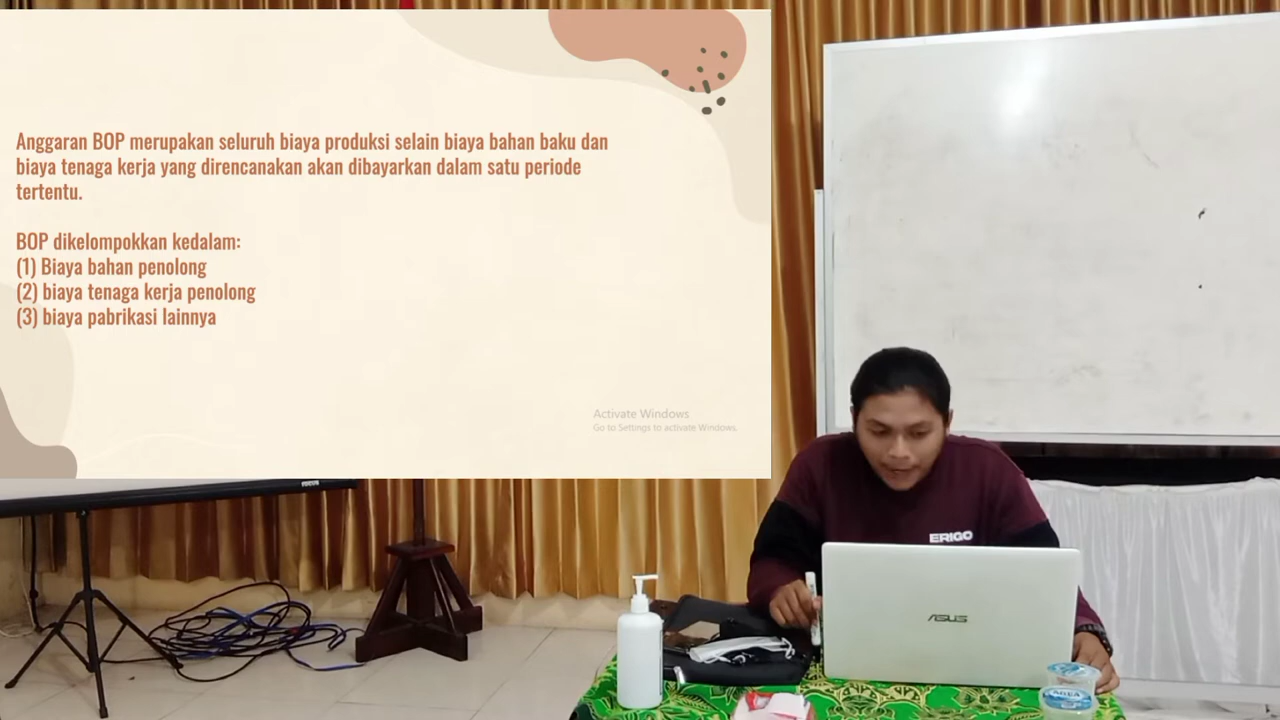 Anggaran BOP merupakan seluruh biaya produksi selain biaya bahan baku dan
biaya tenaga kerja yang direncanakan akan dibayarkan dalam satu periode
tertentu.
BOP dikelompokkan kedalam:
(1) Biaya bahan penolong
(2) biaya tenaga kerja penolong
(3) biaya pabrikasi lainnya
Activate Windows
Go to Settings to activate Windows.
ERIGO
ASUS